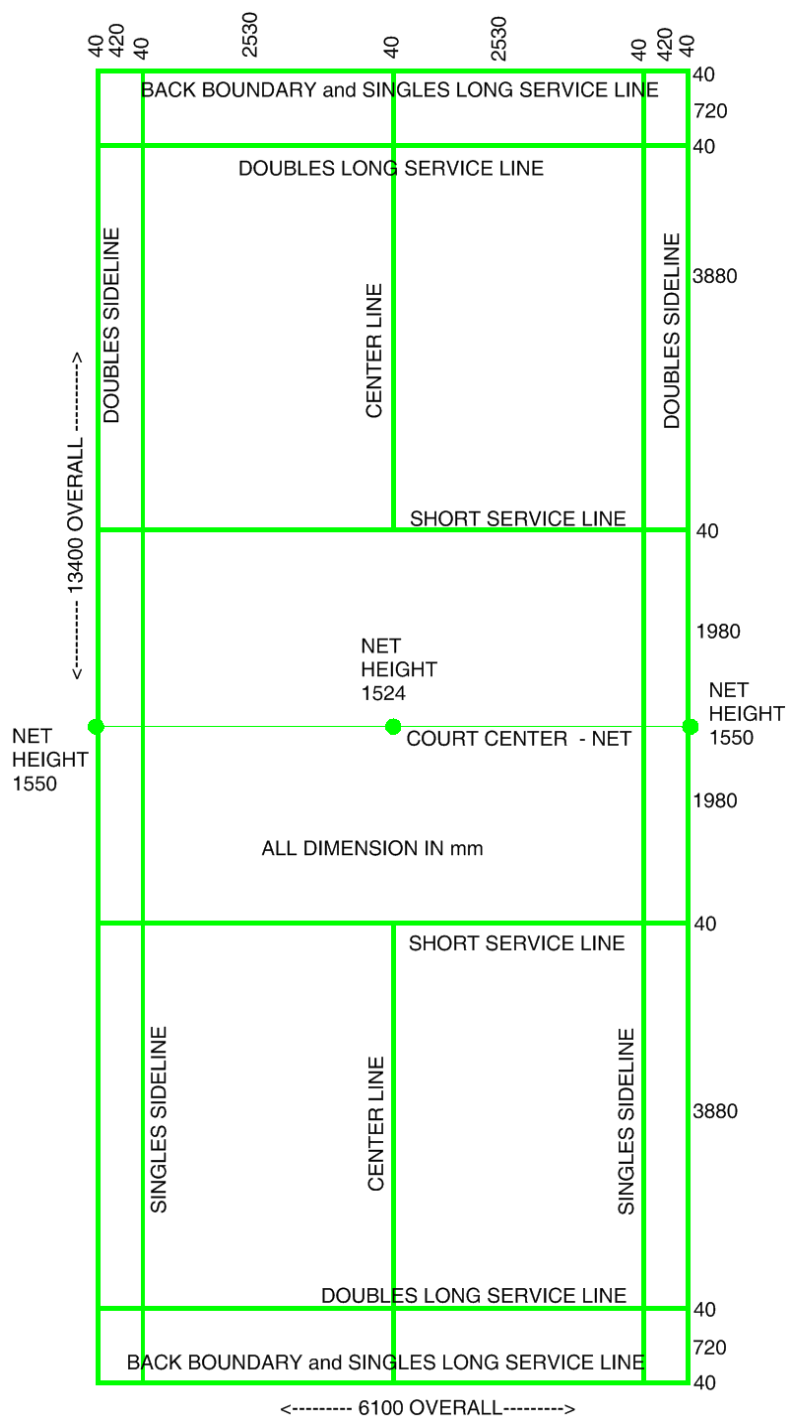 40 420 40 2530 40 2530 40 420 40
40
BACK BOUNDARY and SINGLES LONG SERVICE LINE
720
40
DOUBLES LONG SERVICE LINE
DOUBLES SIDELINE
CENTER LINE
DOUBLES SIDELINE
3880
<--------- 13400 OVERALL ----------->
SHORT SERVICE LINE
40
1980
NET
HEIGHT
1524
NET
HEIGHT
1550
NET
HEIGHT
1550
COURT CENTER - NET
1980
ALL DIMENSION IN mm
40
SHORT SERVICE LINE
SINGLES SIDELINE
CENTER LINE
SINGLES SIDELINE
3880
DOUBLES LONG SERVICE LINE
40
720
BACK BOUNDARY and SINGLES LONG SERVICE LINE
40
<--------- 6100 OVERALL--------->